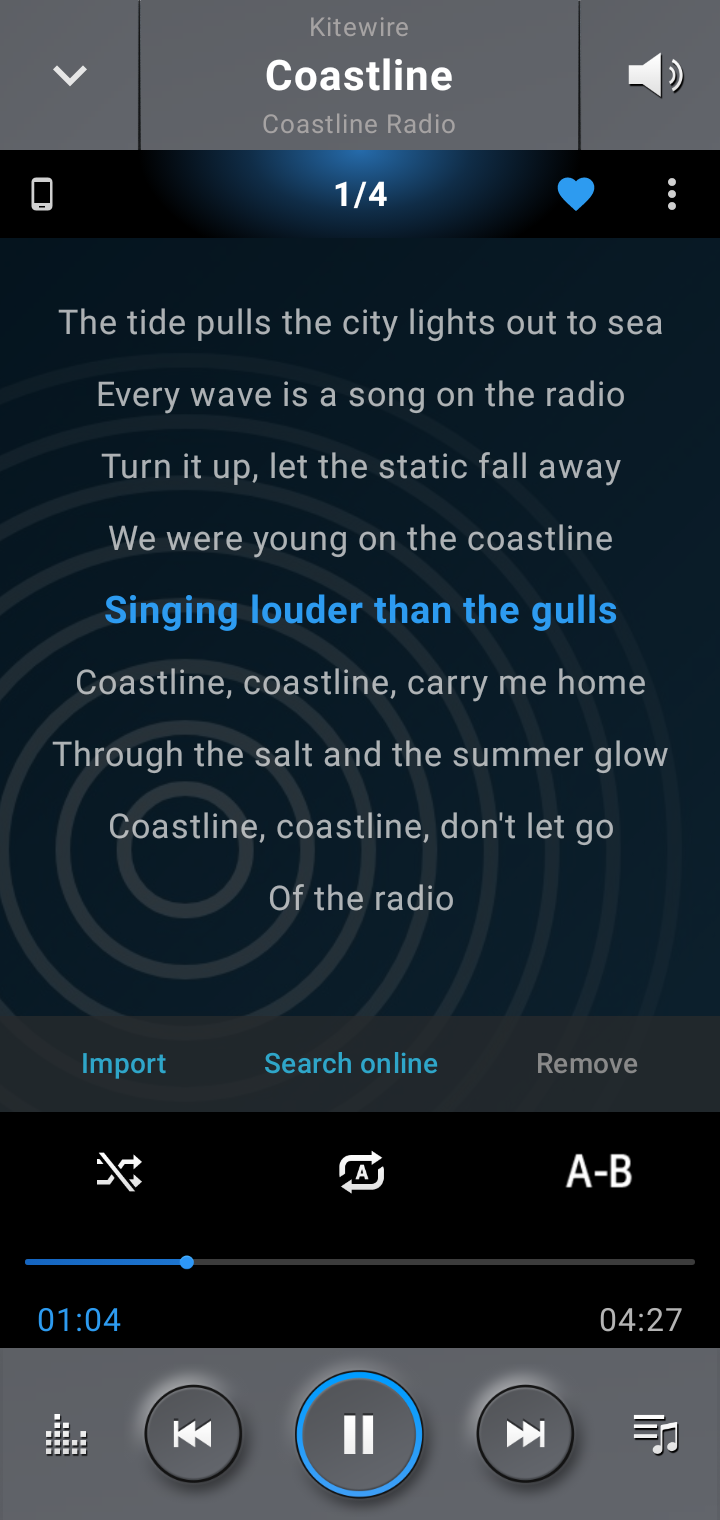 Kitewire
Coastline
Coastline Radio
1/4
The tide pulls the city lights out to sea
Every wave is a song on the radio
Turn it up, let the static fall away
We were young on the coastline
Singing louder than the gulls
Coastline, coastline, carry me home
Through the salt and the summer glow
Coastline, coastline, don't let go
Of the radio
Import Search online Remove
A A-B
01:04 04:27